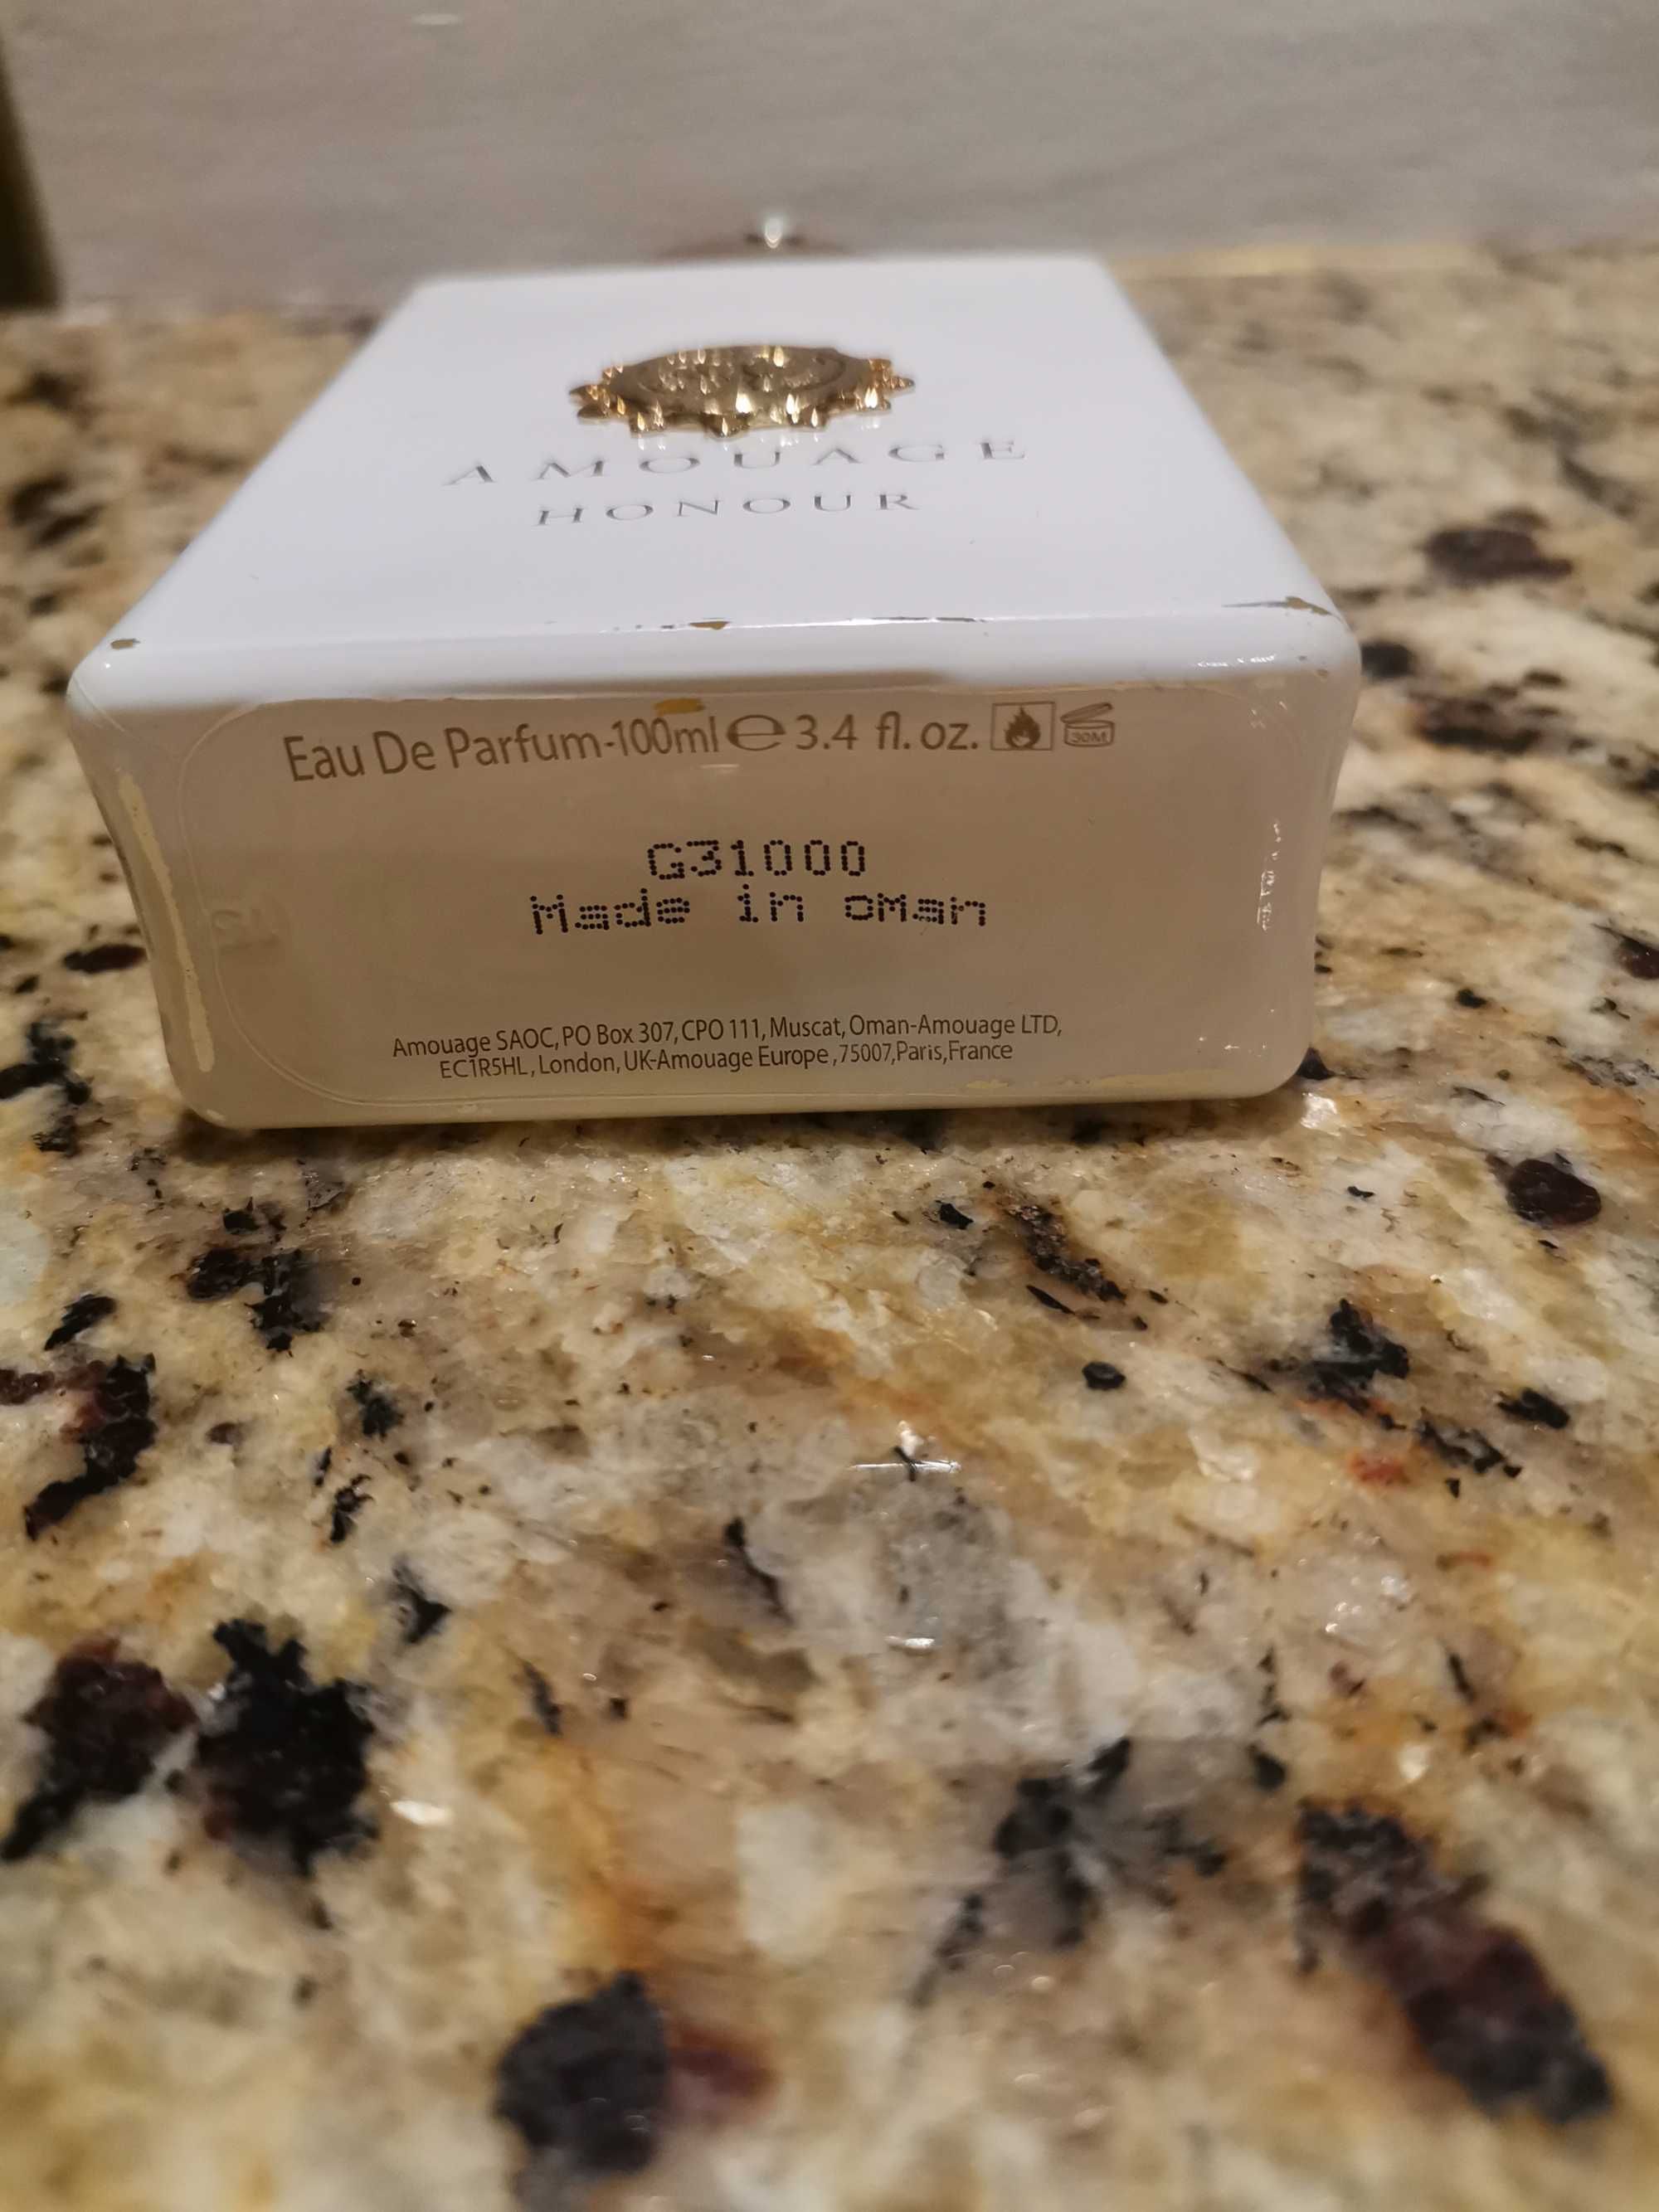 AMOUAGE
HONOUR
Eau De Parfum-100ml e 3.4 fl. oz. 30M
G31000
Made in oMan
Amouage SAOC, PO Box 307, CPO 111, Muscat, Oman-Amouage LTD,
EC1R5HL, London, UK-Amouage Europe ,75007,Paris,France